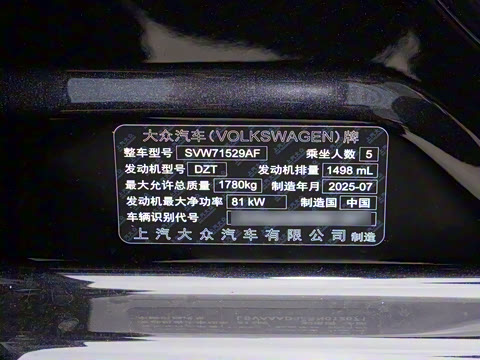 大众汽车(VOLKSWAGEN)牌
整车型号 SVW71529AF 乘坐人数 5
发动机型号 DZT 发动机排量 1498 mL
最大允许总质量 1780kg 制造年月 2025-07
发动机最大净功率 81 kW 制造国 中国
车辆识别代号
上汽大众汽车有限公司 制造